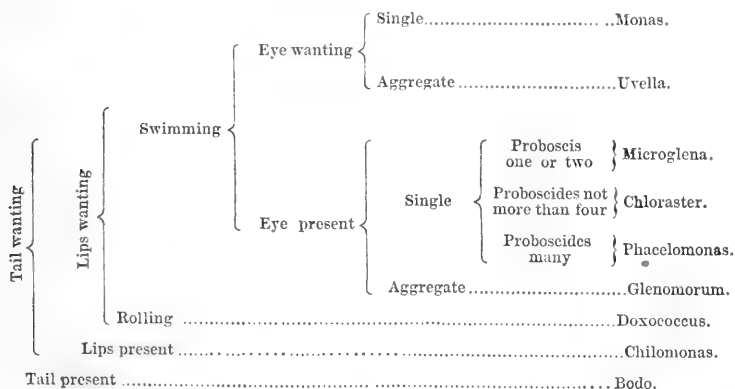 Single .. Monas.
Eye wanting
Aggregate Uvella.
Swimming
Proboscis
one or two
Microglena.
Single
Proboscides not
more than four
Chloraster.
Eye present
Proboscides
many
Phacelomonas.
Aggregate Glenomorum.
Tail wanting
Lips wanting
Rolling Doxococcus.
Lips present Chilomonas.
Tail present Bodo.